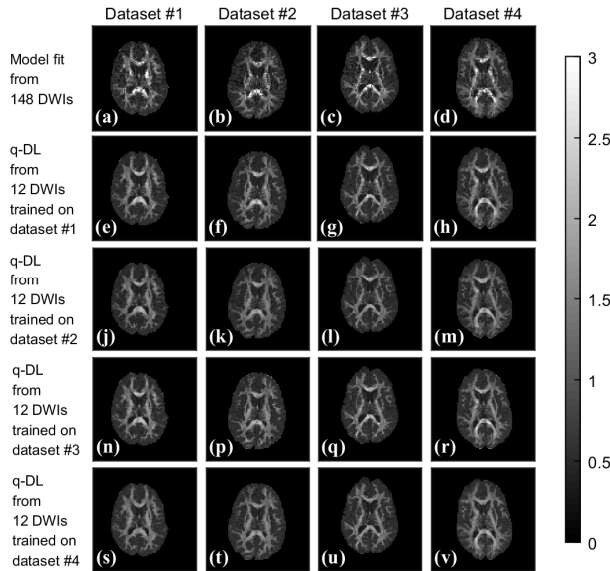 Dataset #1 Dataset #2 Dataset #3 Dataset #4
Model fit
from
148 DWIs
(a) (b) (c) (d)
q-DL
from
12 DWIs
trained on
dataset #1
(e) (f) (g) (h)
q-DL
from
12 DWIs
trained on
dataset #2
(j) (k) (l) (m)
q-DL
from
12 DWIs
trained on
dataset #3
(n) (p) (q) (r)
q-DL
from
12 DWIs
trained on
dataset #4
(s) (t) (u) (v)
3
2.5
2
1.5
1
0.5
0